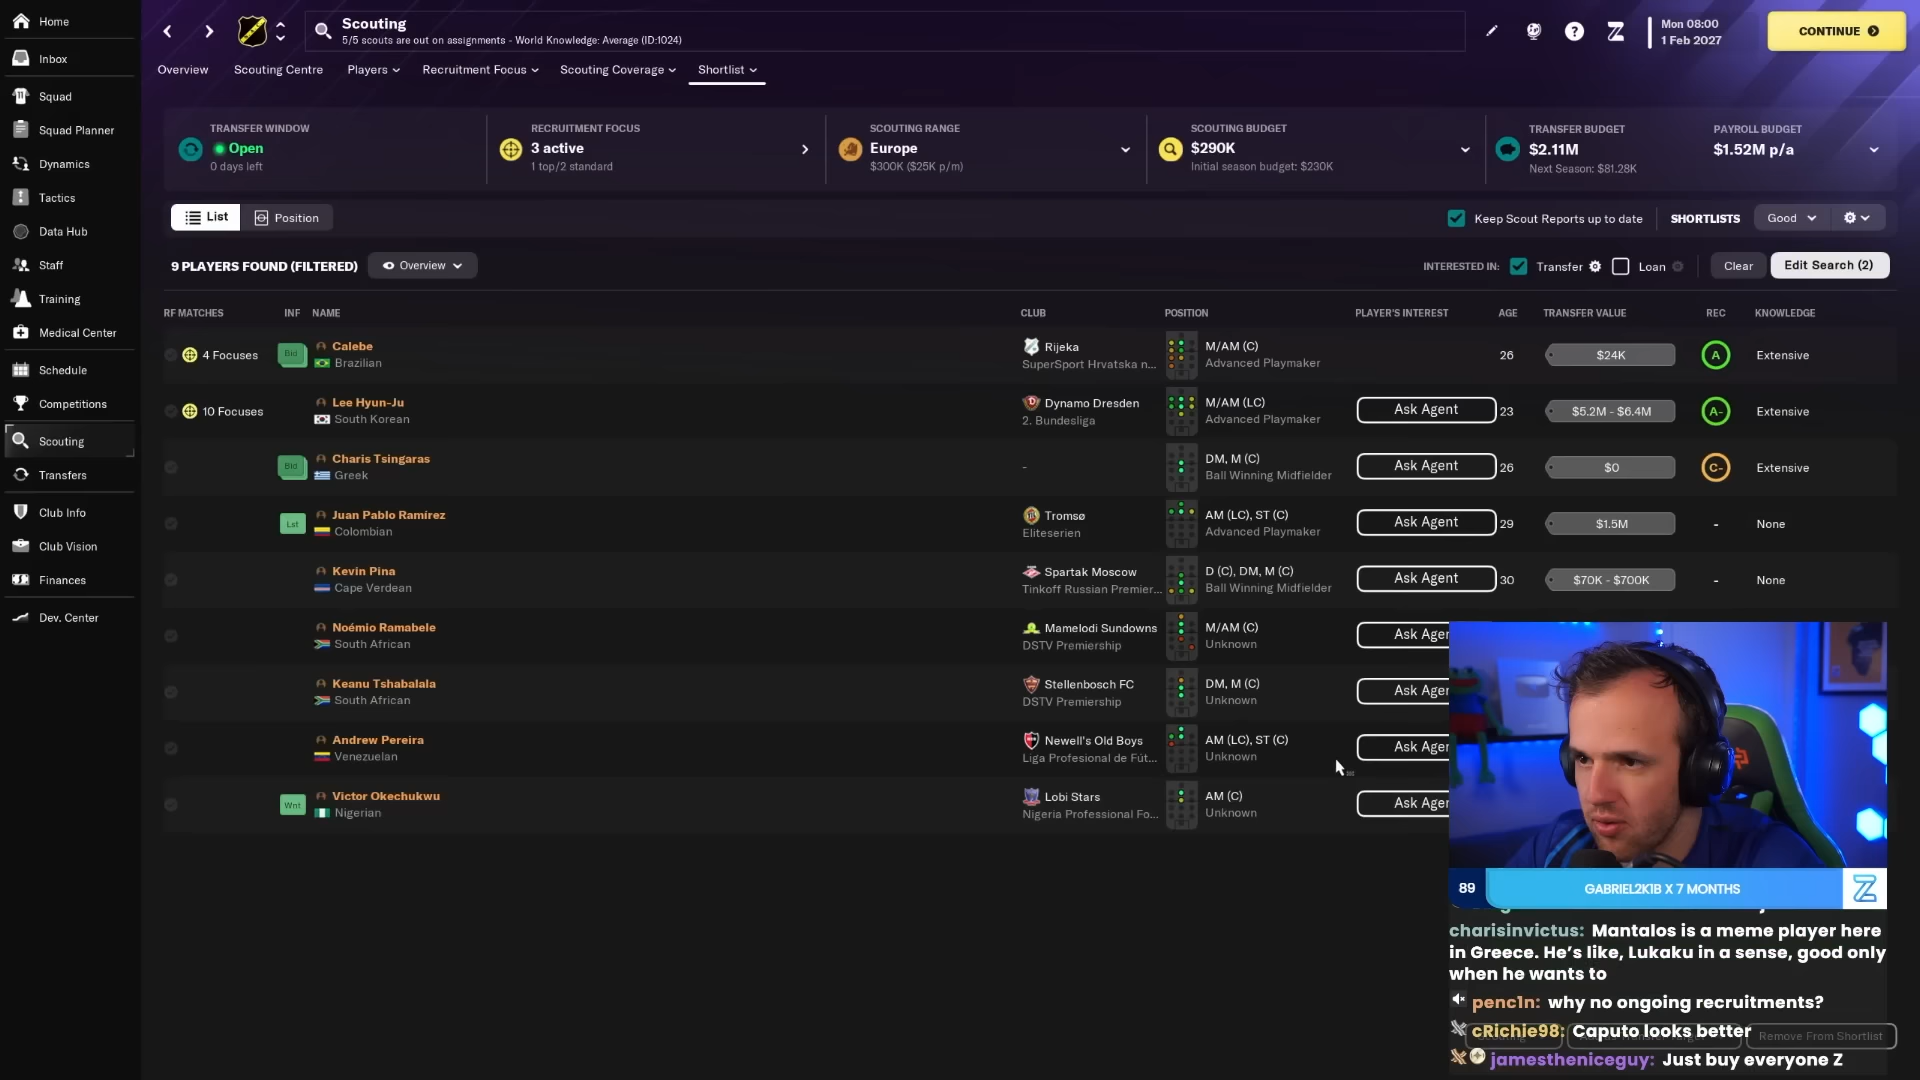 Home
Inbox
Squad
Squad Planner
Dynamics
Tactics
Data Hub
Staff
Training
Medical Center
Schedule
Competitions
Scouting
Transfers
Club Info
Club Vision
Finances
Dev. Center
Scouting
5/5 scouts are out on assignments - World Knowledge: Average (ID:1024)
Mon 08:00
1 Feb 2027
CONTINUE
Overview Scouting Centre Players Recruitment Focus Scouting Coverage Shortlist
TRANSFER WINDOW
Open
0 days left
RECRUITMENT FOCUS
3 active
1 top/2 standard
SCOUTING RANGE
Europe
$300K ($25K p/m)
SCOUTING BUDGET
$290K
Initial season budget: $230K
TRANSFER BUDGET
$2.11M
Next Season: $81.28K
PAYROLL BUDGET
$1.52M p/a
List Position
Keep Scout Reports up to date
SHORTLISTS
Good
9 PLAYERS FOUND (FILTERED)
Overview
INTERESTED IN: Transfer Loan
Clear
Edit Search (2)
RF MATCHES INF NAME CLUB POSITION PLAYER'S INTEREST AGE TRANSFER VALUE REC KNOWLEDGE
4 Focuses Bid Calebe Rijeka M/AM (C) 26 $24K A Extensive
Brazilian SuperSport Hrvatska n... Advanced Playmaker
10 Focuses Lee Hyun-Ju Dynamo Dresden M/AM (LC) Ask Agent 23 $5.2M - $6.4M A- Extensive
South Korean 2. Bundesliga Advanced Playmaker
Bid Charis Tsingaras - DM, M (C) Ask Agent 26 $0 C- Extensive
Greek Ball Winning Midfielder
Lst Juan Pablo Ramírez Tromsø AM (LC), ST (C) Ask Agent 29 $1.5M - None
Colombian Eliteserien Advanced Playmaker
Kevin Pina Spartak Moscow D (C), DM, M (C) Ask Agent 30 $70K - $700K - None
Cape Verdean Tinkoff Russian Premier... Ball Winning Midfielder
Noémio Ramabele Mamelodi Sundowns M/AM (C) Ask Agen
South African DSTV Premiership Unknown
Keanu Tshabalala Stellenbosch FC DM, M (C) Ask Agen
South African DSTV Premiership Unknown
Andrew Pereira Newell's Old Boys AM (LC), ST (C) Ask Agen
Venezuelan Liga Profesional de Fút... Unknown
Wnt Victor Okechukwu Lobi Stars AM (C) Ask Agen
Nigerian Nigeria Professional Fo... Unknown
89 GABRIEL2K1B X 7 MONTHS Z
charisinvictus: Mantalos is a meme player here
in Greece. He's like, Lukaku in a sense, good only
when he wants to
penc1n: why no ongoing recruitments?
cRichie98: Caputo looks better
Remove From Shortlist
jamestheniceguy: Just buy everyone Z